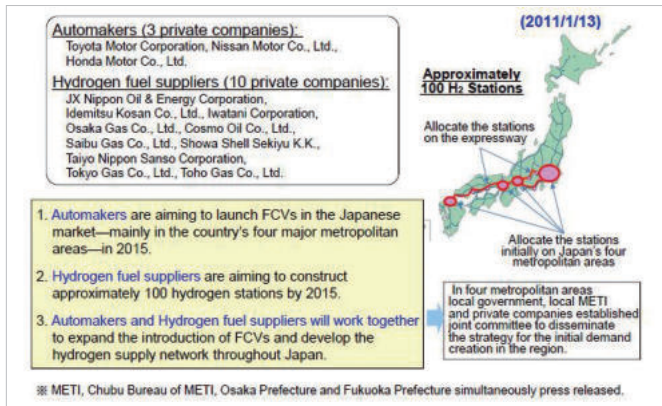 Automakers (3 private companies):
Toyota Motor Corporation, Nissan Motor Co., Ltd.,
Honda Motor Co., Ltd.
Hydrogen fuel suppliers (10 private companies):
JX Nippon Oil & Energy Corporation,
Idemitsu Kosan Co., Ltd., Iwatani Corporation,
Osaka Gas Co., Ltd., Cosmo Oil Co., Ltd.,
Saibu Gas Co., Ltd., Showa Shell Sekiyu K.K.,
Taiyo Nippon Sanso Corporation,
Tokyo Gas Co., Ltd., Toho Gas Co., Ltd.
(2011/1/13)
Approximately
100 H2 Stations
Allocate the stations
on the expressway
Allocate the stations
initially on Japan's four
metropolitan areas
1. Automakers are aiming to launch FCVs in the Japanese
market—mainly in the country's four major metropolitan
areas—in 2015.
2. Hydrogen fuel suppliers are aiming to construct
approximately 100 hydrogen stations by 2015.
3. Automakers and Hydrogen fuel suppliers will work together
to expand the introduction of FCVs and develop the
hydrogen supply network throughout Japan.
In four metropolitan areas
local government, local METI
and private companies established
joint committee to disseminate
the strategy for the initial demand
creation in the region.
※ METI, Chubu Bureau of METI, Osaka Prefecture and Fukuoka Prefecture simultaneously press released.